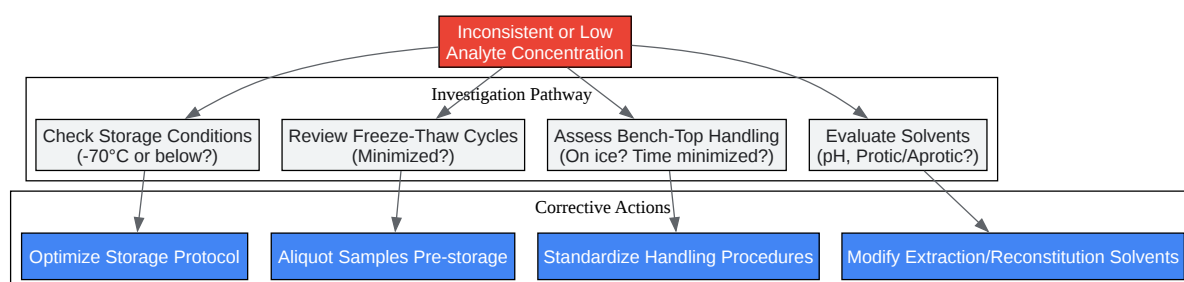 Inconsistent or Low
Analyte Concentration
Investigation Pathway
Check Storage Conditions
(-70°C or below?)
Review Freeze-Thaw Cycles
(Minimized?)
Assess Bench-Top Handling
(On ice? Time minimized?)
Evaluate Solvents
(pH, Protic/Aprotic?)
Corrective Actions
Optimize Storage Protocol
Aliquot Samples Pre-storage
Standardize Handling Procedures
Modify Extraction/Reconstitution Solvents